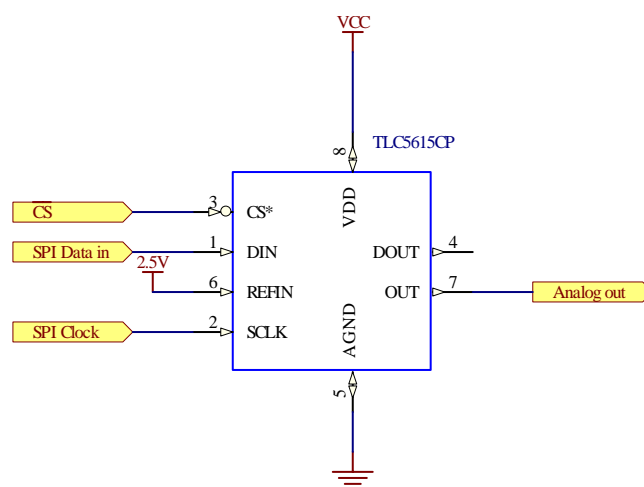 VCC
TLC5615CP
8
VDD
CS
3
CS*
SPI Data in
1
DIN
DOUT
4
2.5V
6
REFIN
OUT
7
Analog out
SPI Clock
2
SCLK
AGND
5